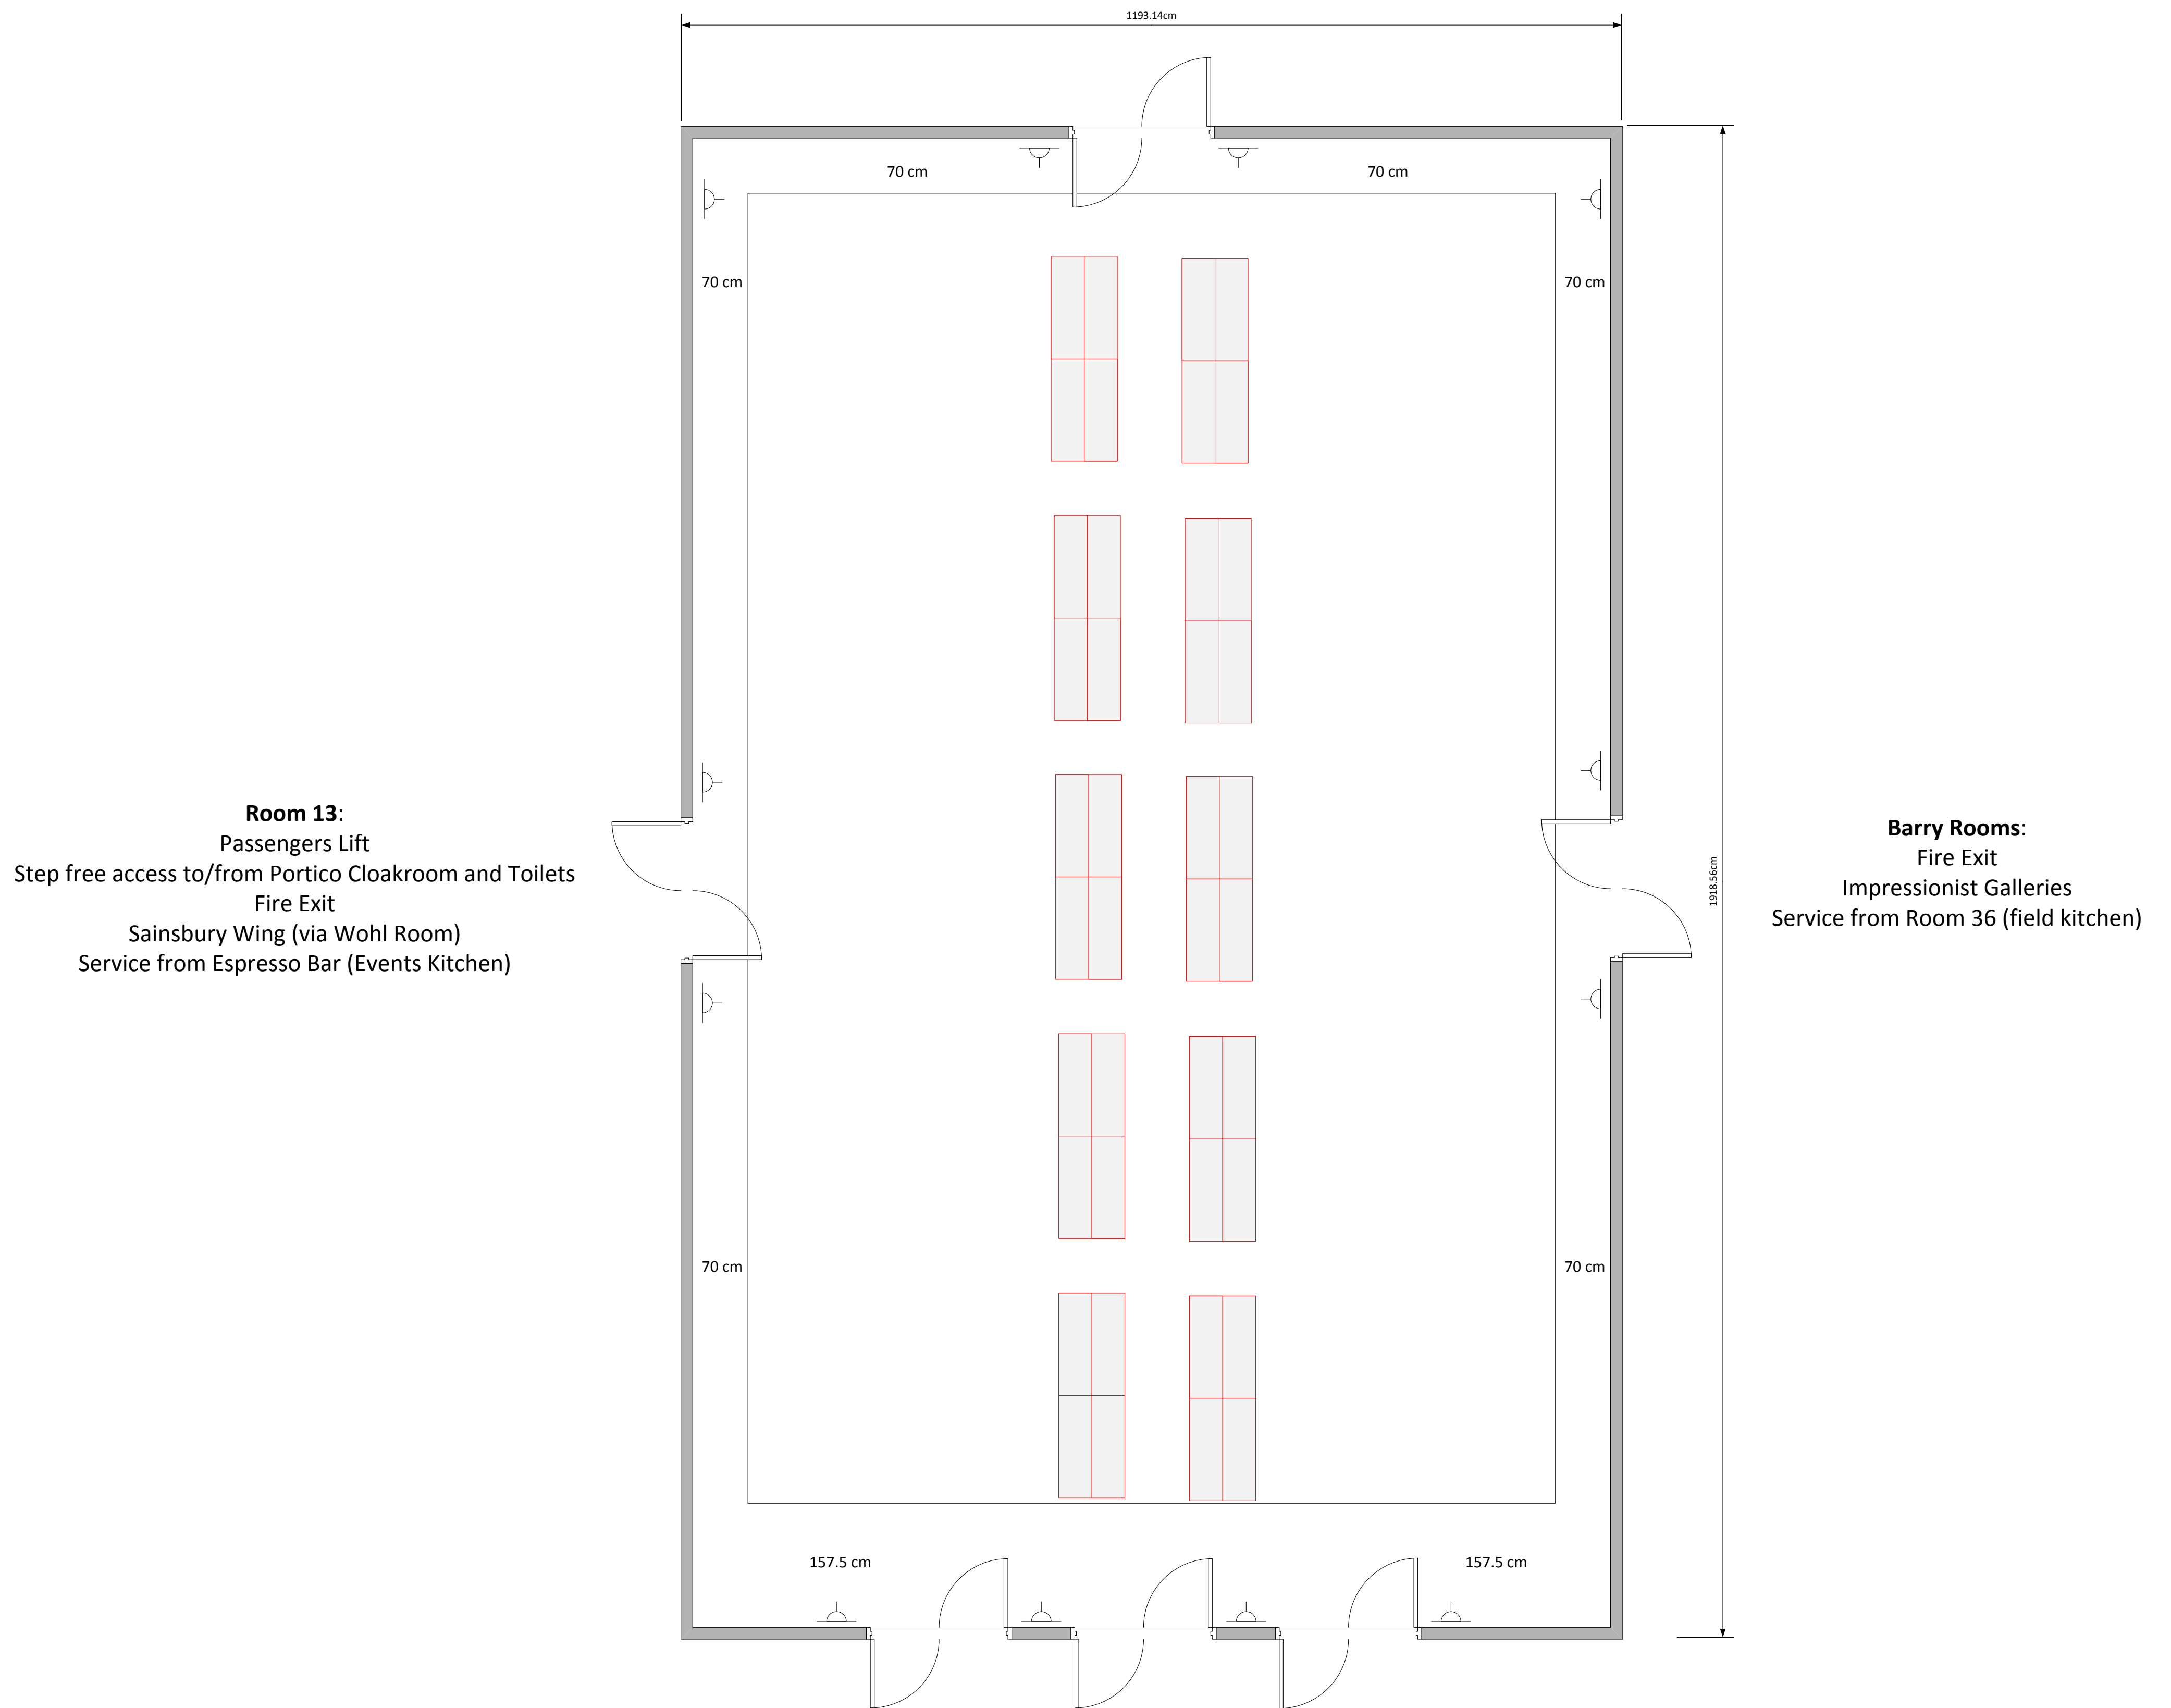 1193.14cm
70 cm
70 cm
70 cm
70 cm
Room 13:
Passengers Lift
Step free access to/from Portico Cloakroom and Toilets
Fire Exit
Sainsbury Wing (via Wohl Room)
Service from Espresso Bar (Events Kitchen)
1918.56cm
Barry Rooms:
Fire Exit
Impressionist Galleries
Service from Room 36 (field kitchen)
70 cm
70 cm
157.5 cm
157.5 cm